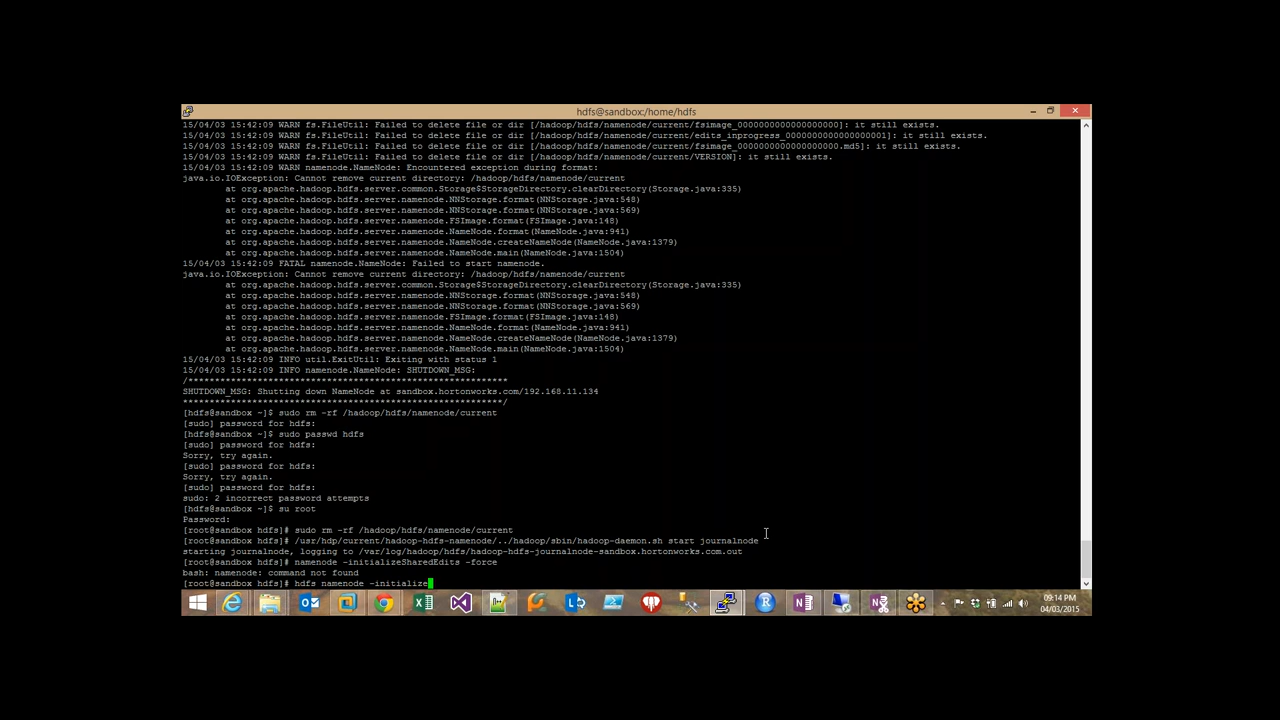 hdfs@sandbox:/home/hdfs
15/04/03 15:42:09 WARN fs.FileUtil: Failed to delete file or dir [/hadoop/hdfs/namenode/current/fsimage_0000000000000000000]: it still exists.
15/04/03 15:42:09 WARN fs.FileUtil: Failed to delete file or dir [/hadoop/hdfs/namenode/current/edits_inprogress_0000000000000000001]: it still exists.
15/04/03 15:42:09 WARN fs.FileUtil: Failed to delete file or dir [/hadoop/hdfs/namenode/current/fsimage_0000000000000000000.md5]: it still exists.
15/04/03 15:42:09 WARN fs.FileUtil: Failed to delete file or dir [/hadoop/hdfs/namenode/current/VERSION]: it still exists.
15/04/03 15:42:09 WARN namenode.NameNode: Encountered exception during format:
java.io.IOException: Cannot remove current directory: /hadoop/hdfs/namenode/current
at org.apache.hadoop.hdfs.server.common.Storage$StorageDirectory.clearDirectory(Storage.java:335)
at org.apache.hadoop.hdfs.server.namenode.NNStorage.format(NNStorage.java:548)
at org.apache.hadoop.hdfs.server.namenode.NNStorage.format(NNStorage.java:569)
at org.apache.hadoop.hdfs.server.namenode.FSImage.format(FSImage.java:148)
at org.apache.hadoop.hdfs.server.namenode.NameNode.format(NameNode.java:941)
at org.apache.hadoop.hdfs.server.namenode.NameNode.createNameNode(NameNode.java:1379)
at org.apache.hadoop.hdfs.server.namenode.NameNode.main(NameNode.java:1504)
15/04/03 15:42:09 FATAL namenode.NameNode: Failed to start namenode.
java.io.IOException: Cannot remove current directory: /hadoop/hdfs/namenode/current
at org.apache.hadoop.hdfs.server.common.Storage$StorageDirectory.clearDirectory(Storage.java:335)
at org.apache.hadoop.hdfs.server.namenode.NNStorage.format(NNStorage.java:548)
at org.apache.hadoop.hdfs.server.namenode.NNStorage.format(NNStorage.java:569)
at org.apache.hadoop.hdfs.server.namenode.FSImage.format(FSImage.java:148)
at org.apache.hadoop.hdfs.server.namenode.NameNode.format(NameNode.java:941)
at org.apache.hadoop.hdfs.server.namenode.NameNode.createNameNode(NameNode.java:1379)
at org.apache.hadoop.hdfs.server.namenode.NameNode.main(NameNode.java:1504)
15/04/03 15:42:09 INFO util.ExitUtil: Exiting with status 1
15/04/03 15:42:09 INFO namenode.NameNode: SHUTDOWN_MSG:
/************************************************************
SHUTDOWN_MSG: Shutting down NameNode at sandbox.hortonworks.com/192.168.11.134
************************************************************/
[hdfs@sandbox ~]$ sudo rm -rf /hadoop/hdfs/namenode/current
[sudo] password for hdfs:
[hdfs@sandbox ~]$ sudo passwd hdfs
[sudo] password for hdfs:
Sorry, try again.
[sudo] password for hdfs:
Sorry, try again.
[sudo] password for hdfs:
sudo: 2 incorrect password attempts
[hdfs@sandbox ~]$ su root
Password:
[root@sandbox hdfs]# sudo rm -rf /hadoop/hdfs/namenode/current
[root@sandbox hdfs]# /usr/hdp/current/hadoop-hdfs-namenode/../hadoop/sbin/hadoop-daemon.sh start journalnode
starting journalnode, logging to /var/log/hadoop/hdfs/hadoop-hdfs-journalnode-sandbox.hortonworks.com.out
[root@sandbox hdfs]# namenode -initializeSharedEdits -force
bash: namenode: command not found
[root@sandbox hdfs]# hdfs namenode -initialize
09:14 PM
04/03/2015